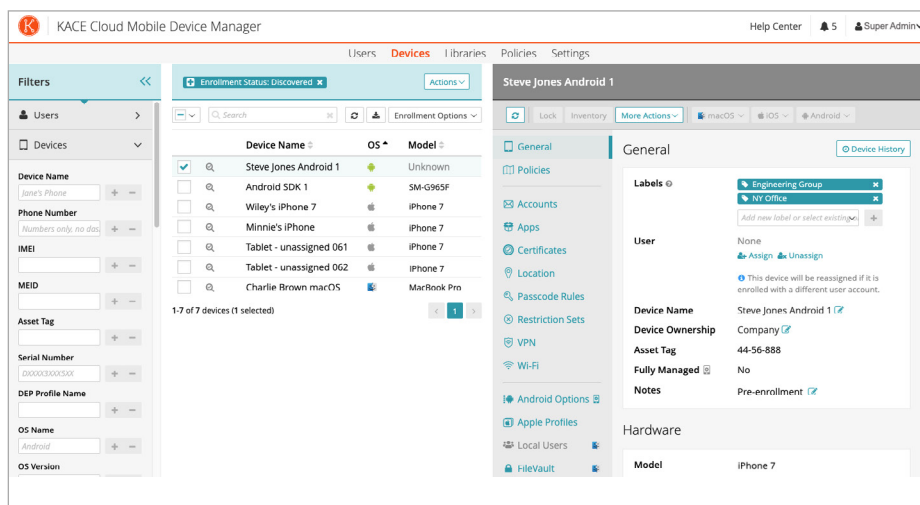 KACE Cloud Mobile Device Manager
Help Center 5 Super Admin
Users Devices Libraries Policies Settings
Filters
Users
Devices
Device Name
Jane's Phone
Phone Number
Numbers only, no das
IMEI
MEID
Asset Tag
Serial Number
DXXXX3XXX5XX
DEP Profile Name
OS Name
Android
OS Version
Enrollment Status: Discovered
Actions
Search
Enrollment Options
Device Name OS Model
Steve Jones Android 1 Unknown
Android SDK 1 SM-G965F
Wiley's iPhone 7 iPhone 7
Minnie's iPhone iPhone 7
Tablet - unassigned 061 iPhone 7
Tablet - unassigned 062 iPhone 7
Charlie Brown macOS MacBook Pro
1-7 of 7 devices (1 selected)
1
Steve Jones Android 1
Lock Inventory More Actions macOS iOS Android
General
Policies
Accounts
Apps
Certificates
Location
Passcode Rules
Restriction Sets
VPN
Wi-Fi
Android Options
Apple Profiles
Local Users
FileVault
General
Device History
Labels
Engineering Group
NY Office
Add new label or select existing
User None
Assign Unassign
This device will be reassigned if it is
enrolled with a different user account.
Device Name Steve Jones Android 1
Device Ownership Company
Asset Tag 44-56-888
Fully Managed No
Notes Pre-enrollment
Hardware
Model iPhone 7